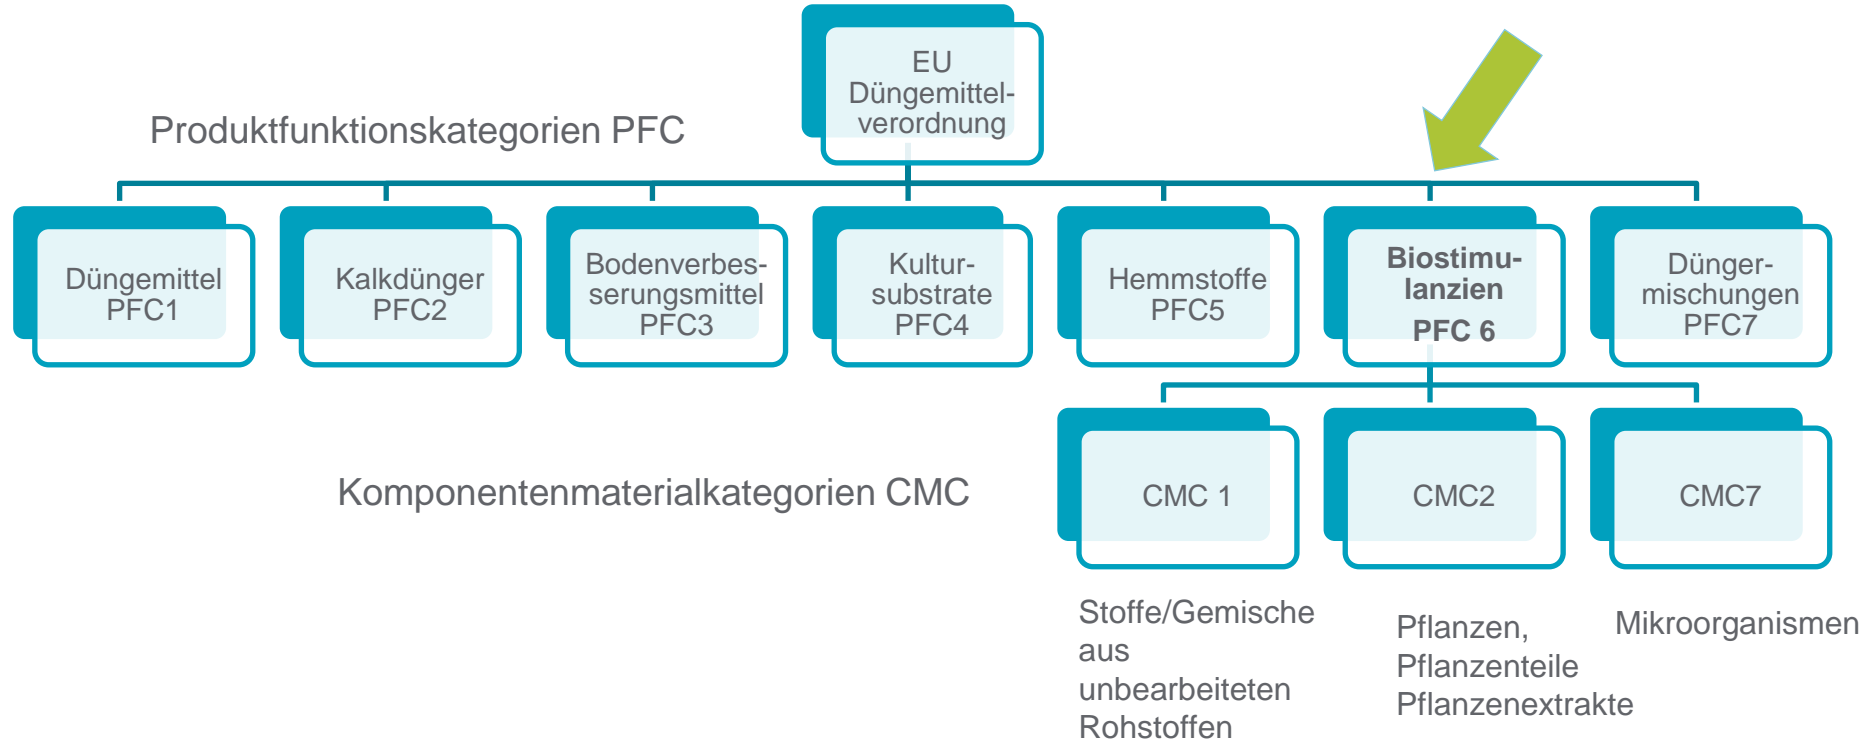 EU
Düngemittel-
verordnung
Produktfunktionskategorien PFC
Düngemittel
PFC1
Kalkdünger
PFC2
Bodenverbes-
serungsmittel
PFC3
Kultur-
substrate
PFC4
Hemmstoffe
PFC5
Biostimu-
lanzien
PFC 6
Dünger-
mischungen
PFC7
Komponentenmaterialkategorien CMC
CMC 1
CMC2
CMC7
Stoffe/Gemische
aus
unbearbeiteten
Rohstoffen
Pflanzen,
Pflanzenteile
Pflanzenextrakte
Mikroorganismen